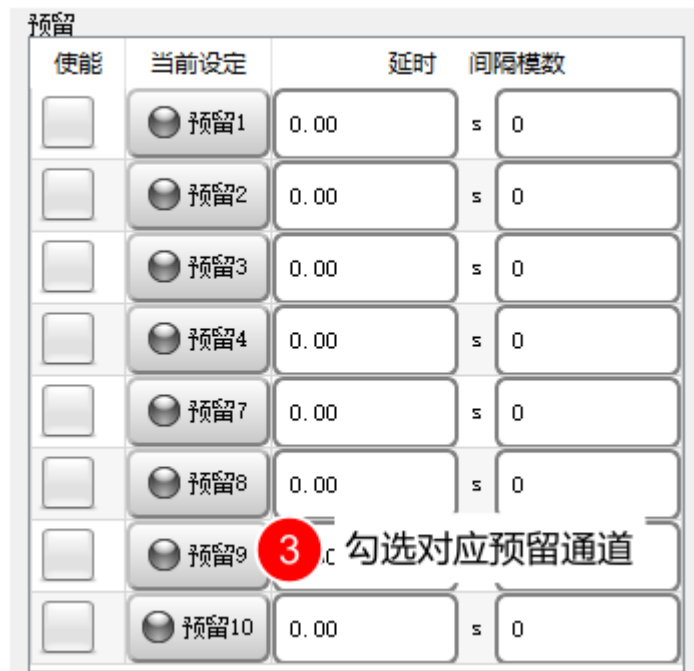 预留
使能 当前设定 延时 间隔模数
预留1 0.00 s 0
预留2 0.00 s 0
预留3 0.00 s 0
预留4 0.00 s 0
预留7 0.00 s 0
预留8 0.00 s 0
预留9 3 勾选对应预留通道
预留10 0.00 s 0